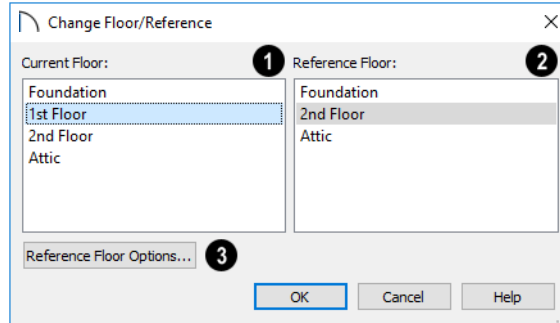 Change Floor/Reference
Current Floor: 1
Reference Floor: 2
Foundation
1st Floor
2nd Floor
Attic
Foundation
2nd Floor
Attic
Reference Floor Options... 3
OK Cancel Help